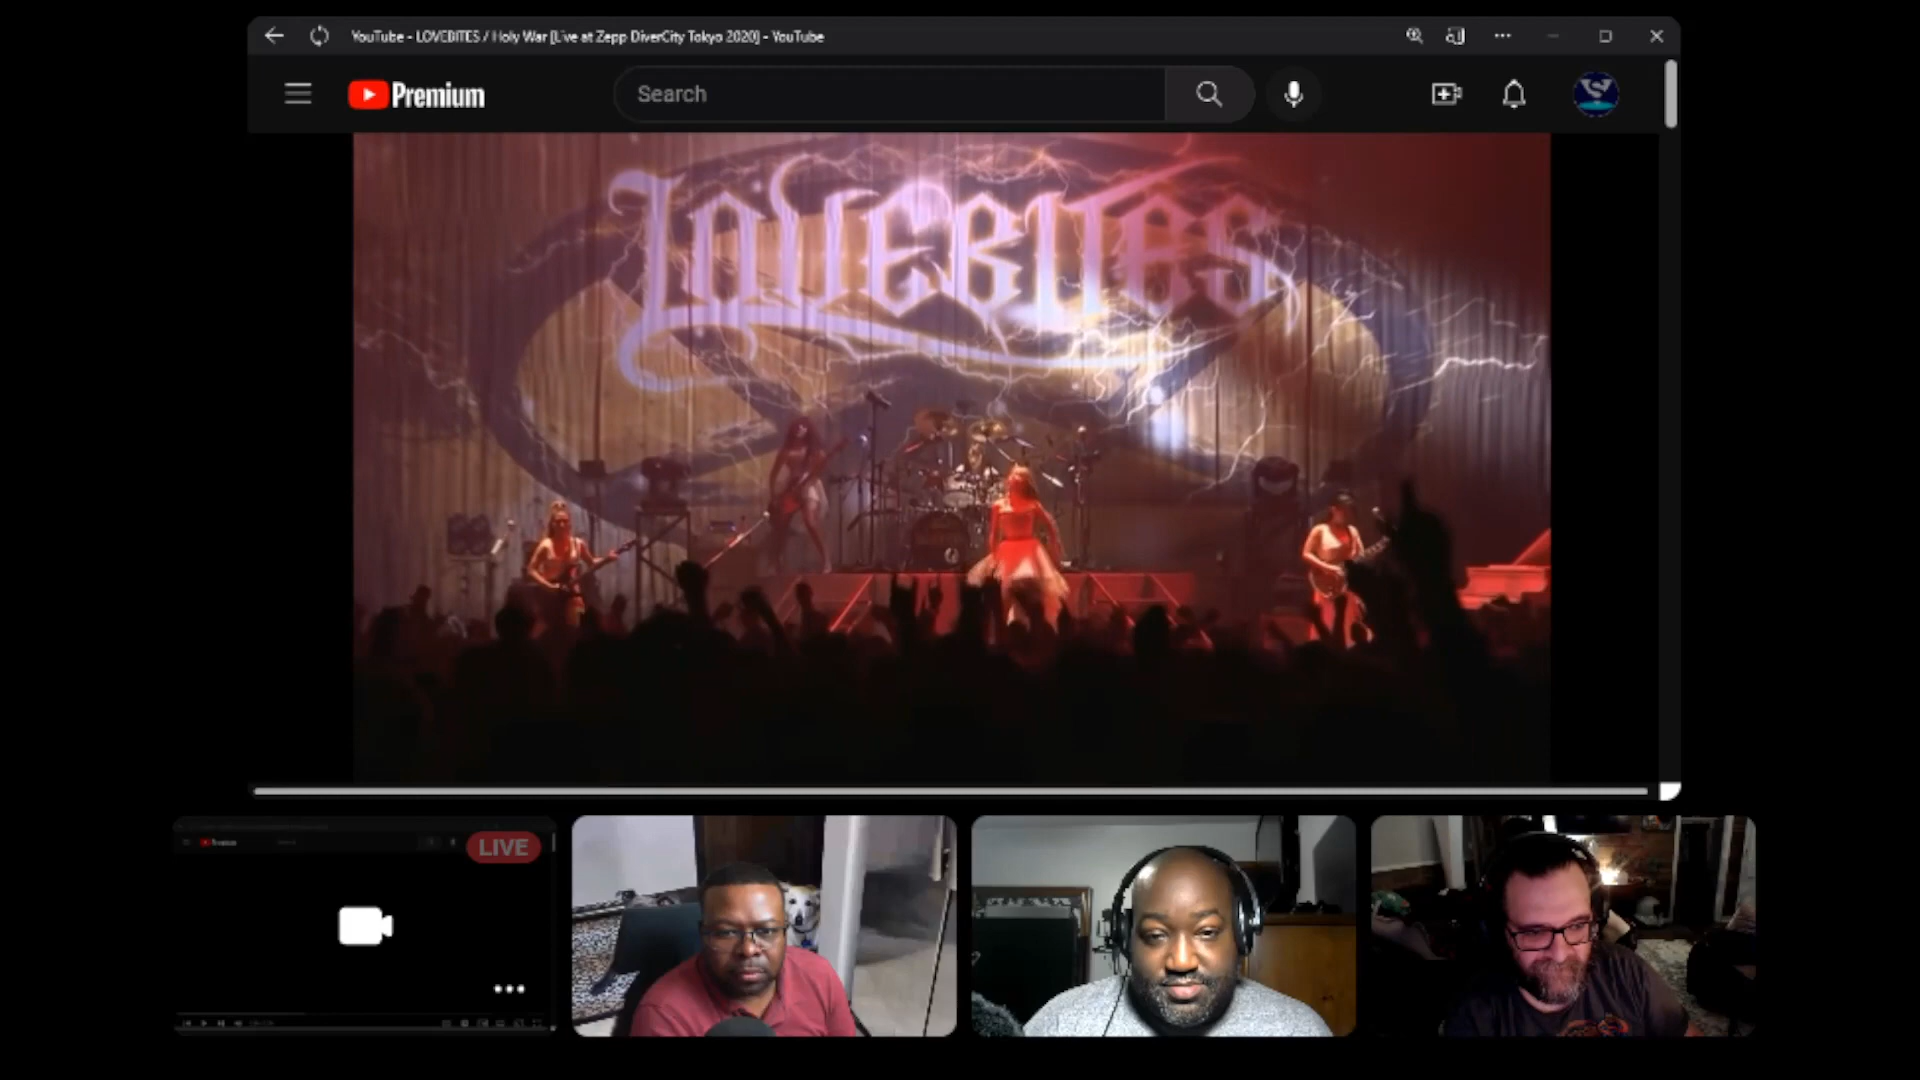 YouTube - LOVEBITES / Holy War [Live at Zepp DiverCity Tokyo 2020] - YouTube
Premium
Search
LOVEBITES
LIVE